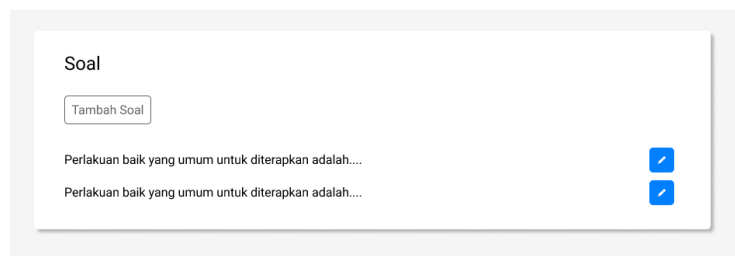 Soal
Tambah Soal
Perlakuan baik yang umum untuk diterapkan adalah....
Perlakuan baik yang umum untuk diterapkan adalah....